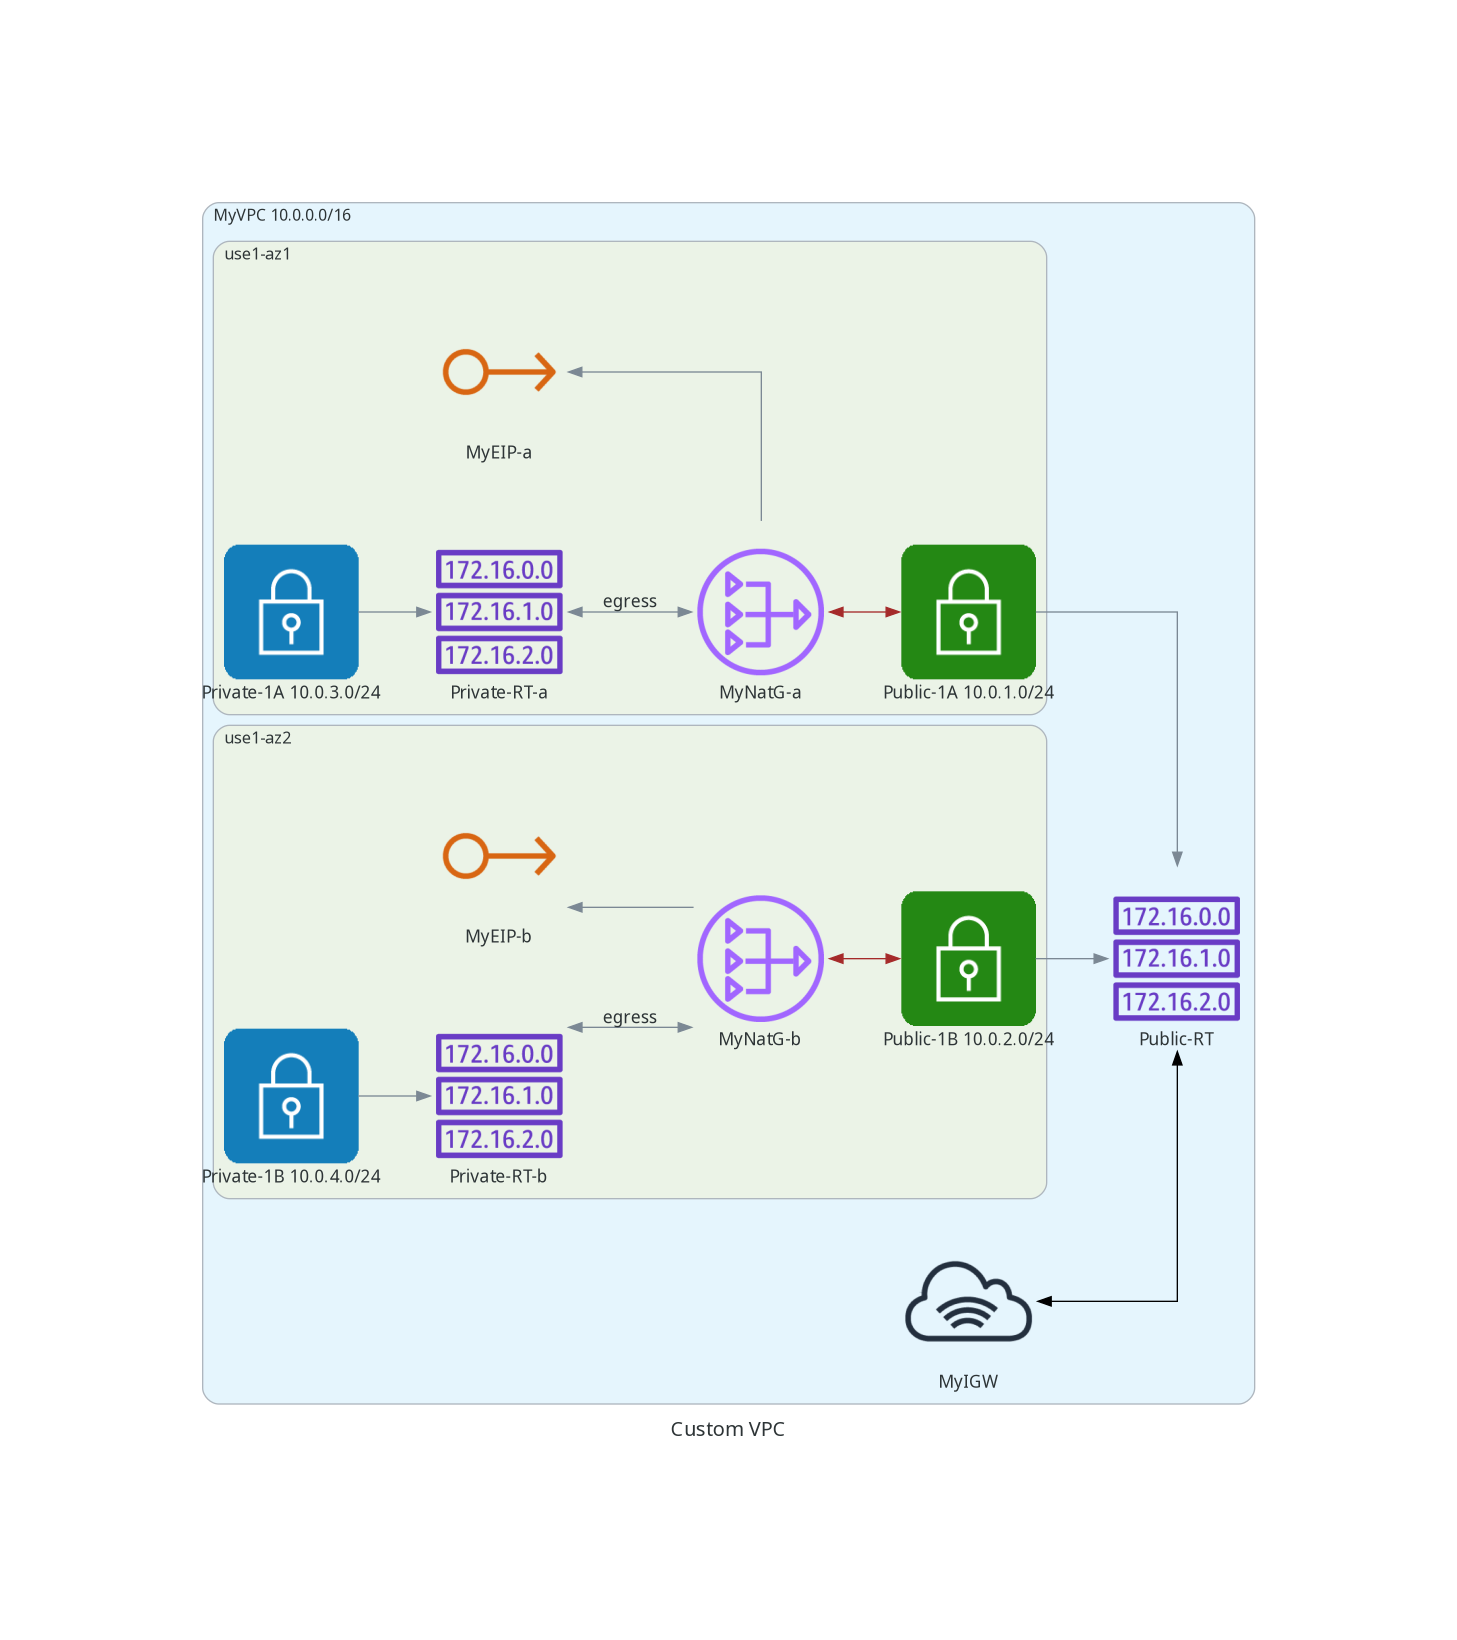 MyVPC 10.0.0.0/16
use1-az1
MyEIP-a
172.16.0.0
172.16.1.0
172.16.2.0
egress
Private-1A 10.0.3.0/24
Private-RT-a
MyNatG-a
Public-1A 10.0.1.0/24
use1-az2
MyEIP-b
172.16.0.0
172.16.1.0
172.16.2.0
egress
MyNatG-b
Public-1B 10.0.2.0/24
Public-RT
172.16.0.0
172.16.1.0
172.16.2.0
Private-1B 10.0.4.0/24
Private-RT-b
MyIGW
Custom VPC